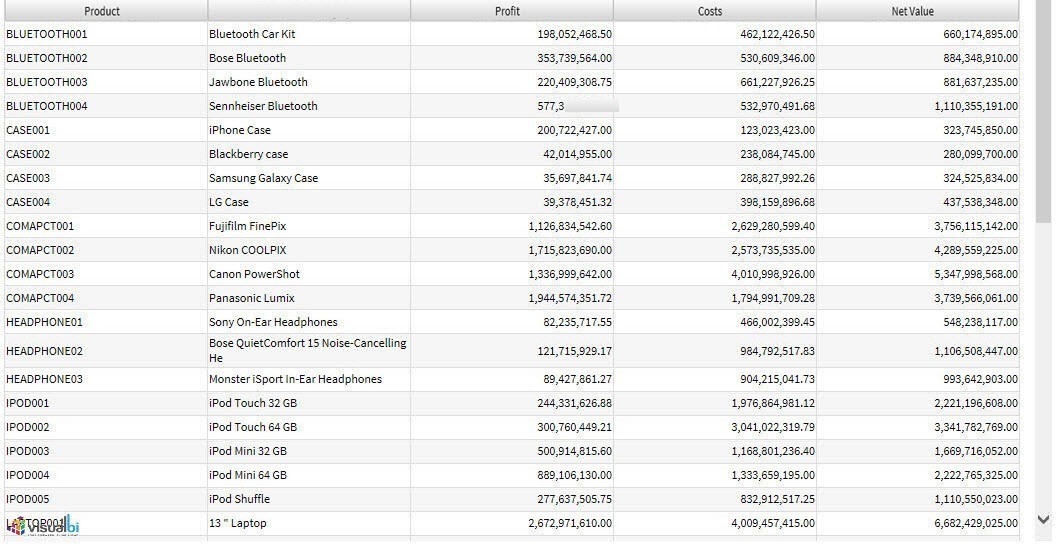 Product Profit Costs Net Value
BLUETOOTH001 Bluetooth Car Kit 198,052,468.50 462,122,426.50 660,174,895.00
BLUETOOTH002 Bose Bluetooth 353,739,564.00 530,609,346.00 884,348,910.00
BLUETOOTH003 Jawbone Bluetooth 220,409,308.75 661,227,926.25 881,637,235.00
BLUETOOTH004 Sennheiser Bluetooth 577,3 532,970,491.68 1,110,355,191.00
CASE001 iPhone Case 200,722,427.00 123,023,423.00 323,745,850.00
CASE002 Blackberry case 42,014,955.00 238,084,745.00 280,099,700.00
CASE003 Samsung Galaxy Case 35,697,841.74 288,827,992.26 324,525,834.00
CASE004 LG Case 39,378,451.32 398,159,896.68 437,538,348.00
COMAPCT001 Fujifilm FinePix 1,126,834,542.60 2,629,280,599.40 3,756,115,142.00
COMAPCT002 Nikon COOLPIX 1,715,823,690.00 2,573,735,535.00 4,289,559,225.00
COMAPCT003 Canon PowerShot 1,336,999,642.00 4,010,998,926.00 5,347,998,568.00
COMAPCT004 Panasonic Lumix 1,944,574,351.72 1,794,991,709.28 3,739,566,061.00
HEADPHONE01 Sony On-Ear Headphones 82,235,717.55 466,002,399.45 548,238,117.00
HEADPHONE02 Bose QuietComfort 15 Noise-Cancelling 121,715,929.17 984,792,517.83 1,106,508,447.00
He
HEADPHONE03 Monster iSport In-Ear Headphones 89,427,861.27 904,215,041.73 993,642,903.00
IPOD001 iPod Touch 32 GB 244,331,626.88 1,976,864,981.12 2,221,196,608.00
IPOD002 iPod Touch 64 GB 300,760,449.21 3,041,022,319.79 3,341,782,769.00
IPOD003 iPod Mini 32 GB 500,914,815.60 1,168,801,236.40 1,669,716,052.00
IPOD004 iPod Mini 64 GB 889,106,130.00 1,333,659,195.00 2,222,765,325.00
IPOD005 iPod Shuffle 277,637,505.75 832,912,517.25 1,110,550,023.00
13 " Laptop 2,672,971,610.00 4,009,457,415.00 6,682,429,025.00
visualbi